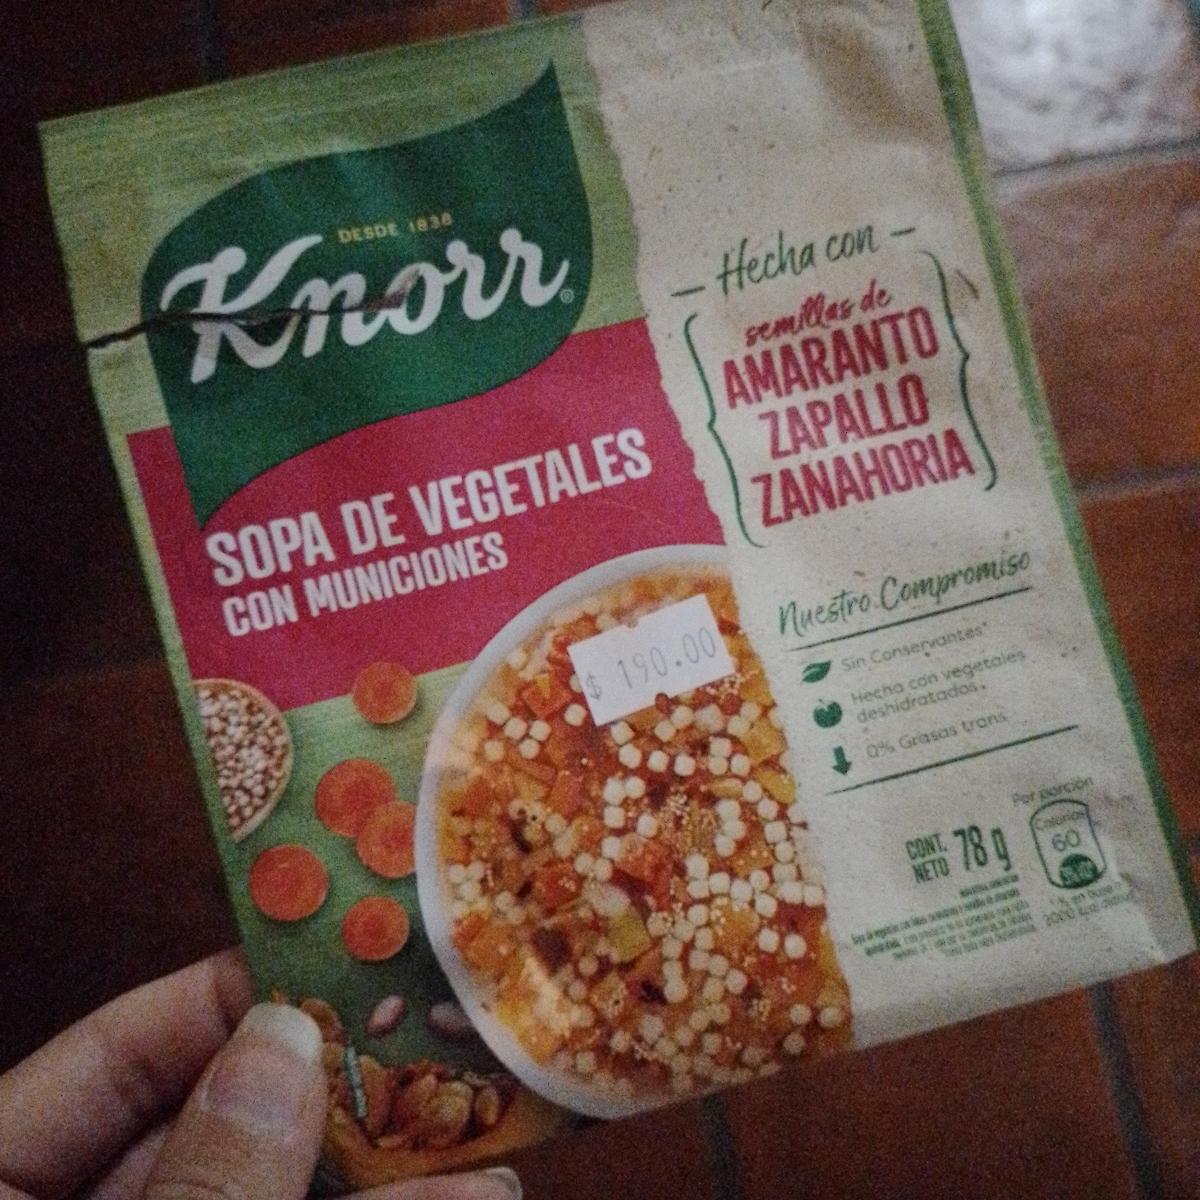 DESDE 1838
Knorr®
SOPA DE VEGETALES
CON MUNICIONES
Hecha con
semillas de
AMARANTO
ZAPALLO
ZANAHORIA
$ 190.00
Nuestro Compromiso
Sin Conservantes*
Hecha con vegetales
deshidratados.
0% Grasas trans.
Por porción
Calorías
60
CONT.
NETO
78 g